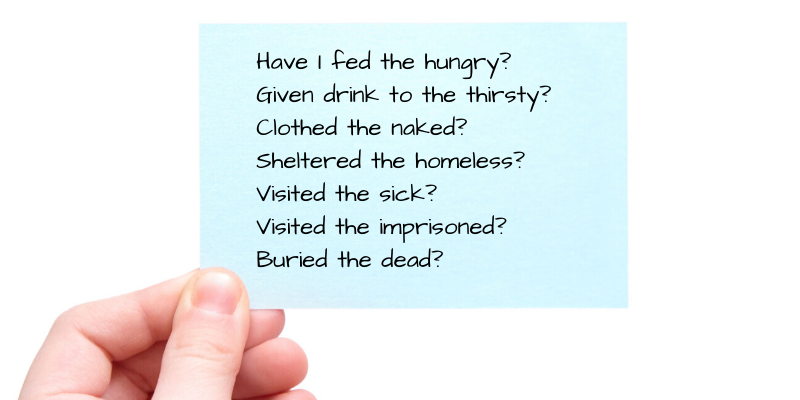 Have I fed the hungry?
Given drink to the thirsty?
Clothed the naked?
Sheltered the homeless?
Visited the sick?
Visited the imprisoned?
Buried the dead?